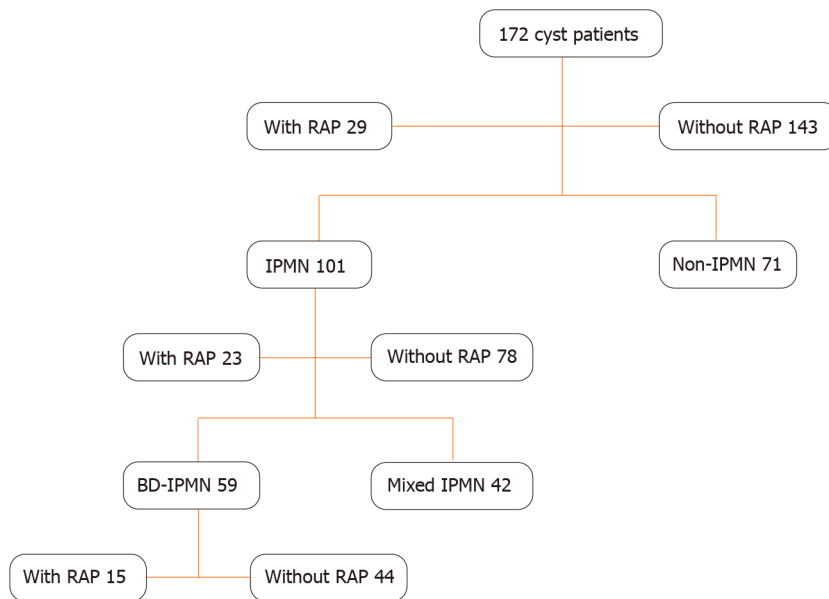 172 cyst patients
With RAP 29
Without RAP 143
IPMN 101
Non-IPMN 71
With RAP 23
Without RAP 78
BD-IPMN 59
Mixed IPMN 42
With RAP 15
Without RAP 44